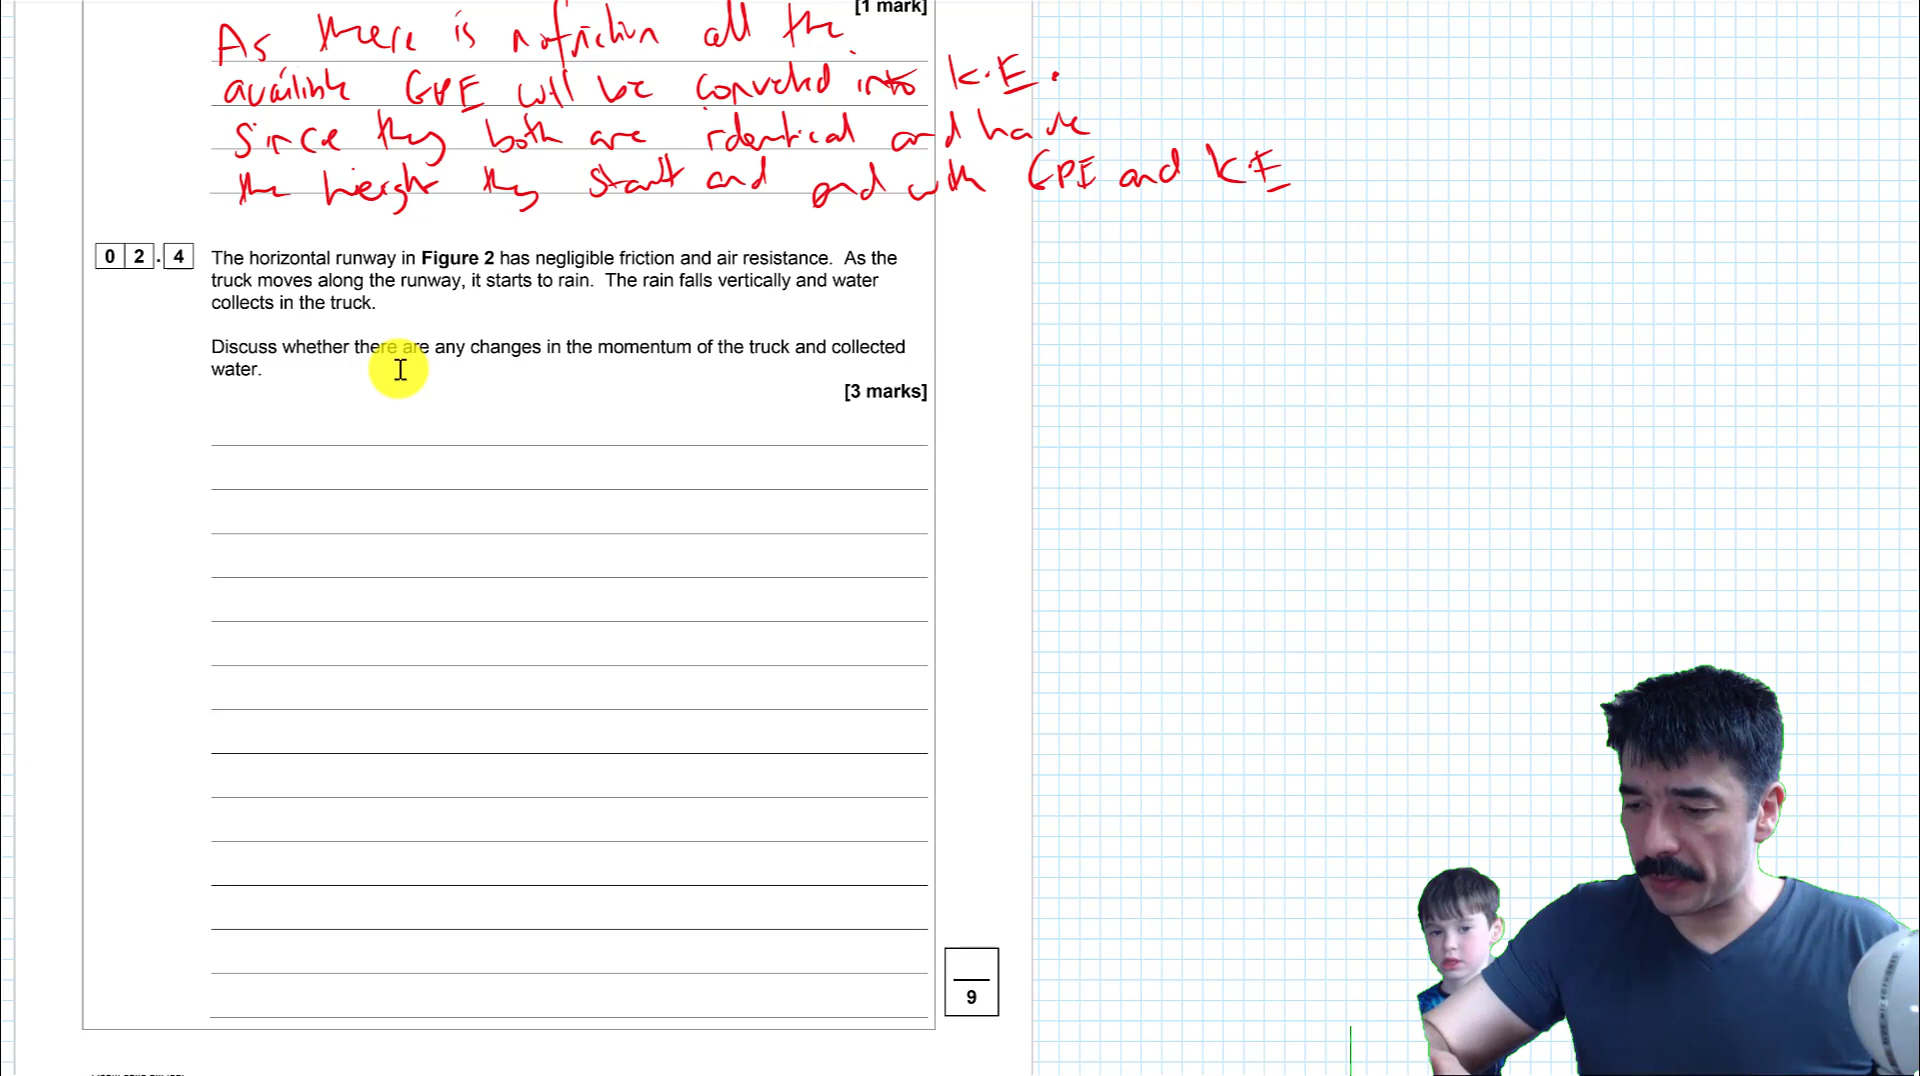 [1 mark]
As there is no friction all the
available GPE will be converted into K.E.
Since they both are identical and have
the height they start and end with GPE and KE
0 2 . 4 The horizontal runway in Figure 2 has negligible friction and air resistance. As the
truck moves along the runway, it starts to rain. The rain falls vertically and water
collects in the truck.
Discuss whether there are any changes in the momentum of the truck and collected
water.
[3 marks]
9